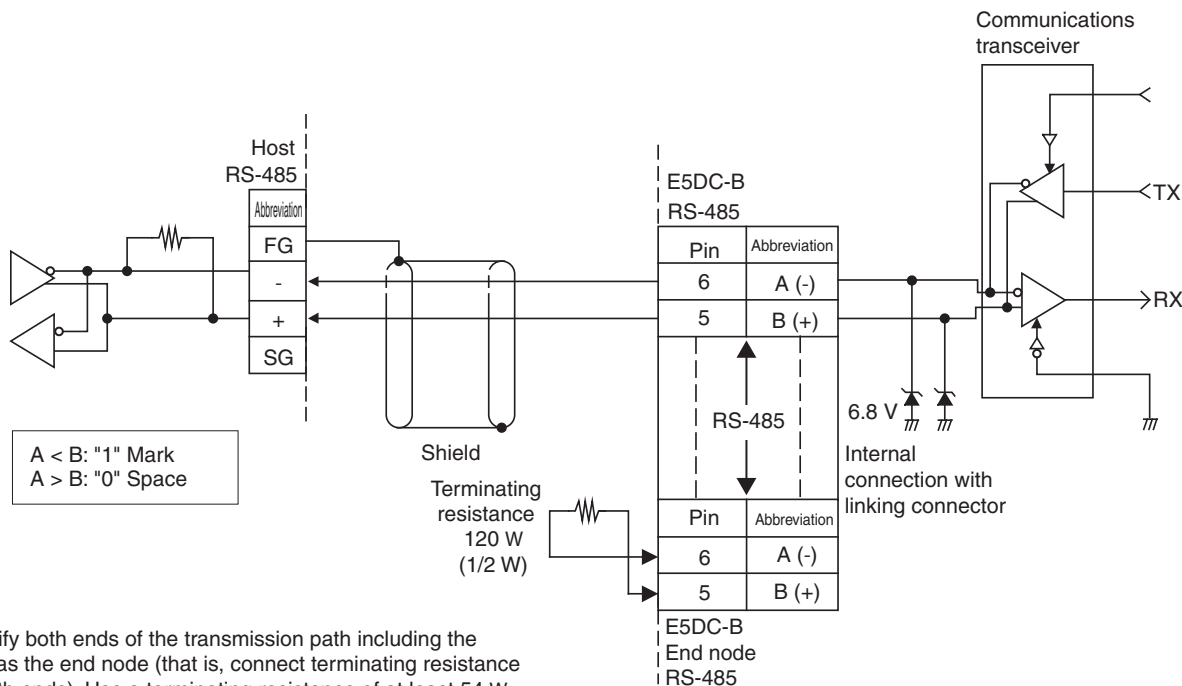 Communications
transceiver
Host
RS-485
Abbreviation
FG
-
+
SG
A < B: "1" Mark
A > B: "0" Space
Shield
E5DC-B
RS-485
Pin Abbreviation
6 A (-)
5 B (+)
TX
RX
6.8 V
RS-485
Internal
connection with
linking connector
Terminating
resistance
120 W
(1/2 W)
Pin Abbreviation
6 A (-)
5 B (+)
E5DC-B
End node
RS-485
ify both ends of the transmission path including the
as the end node (that is, connect terminating resistance